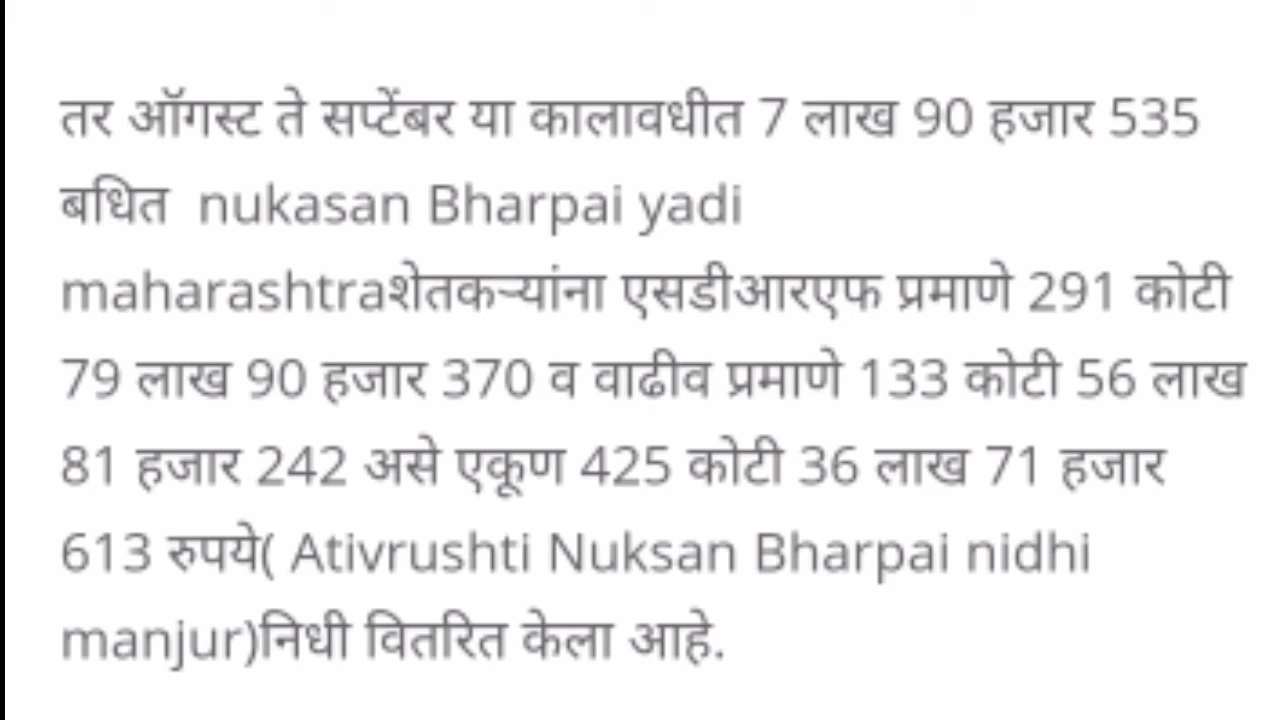 तर ऑगस्ट ते सप्टेंबर या कालावधीत 7 लाख 90 हजार 535
बधित nukasan Bharpai yadi
maharashtraशेतकऱ्यांना एसडीआरएफ प्रमाणे 291 कोटी
79 लाख 90 हजार 370 व वाढीव प्रमाणे 133 कोटी 56 लाख
81 हजार 242 असे एकूण 425 कोटी 36 लाख 71 हजार
613 रुपये( Ativrushti Nuksan Bharpai nidhi
manjur)निधी वितरित केला आहे.